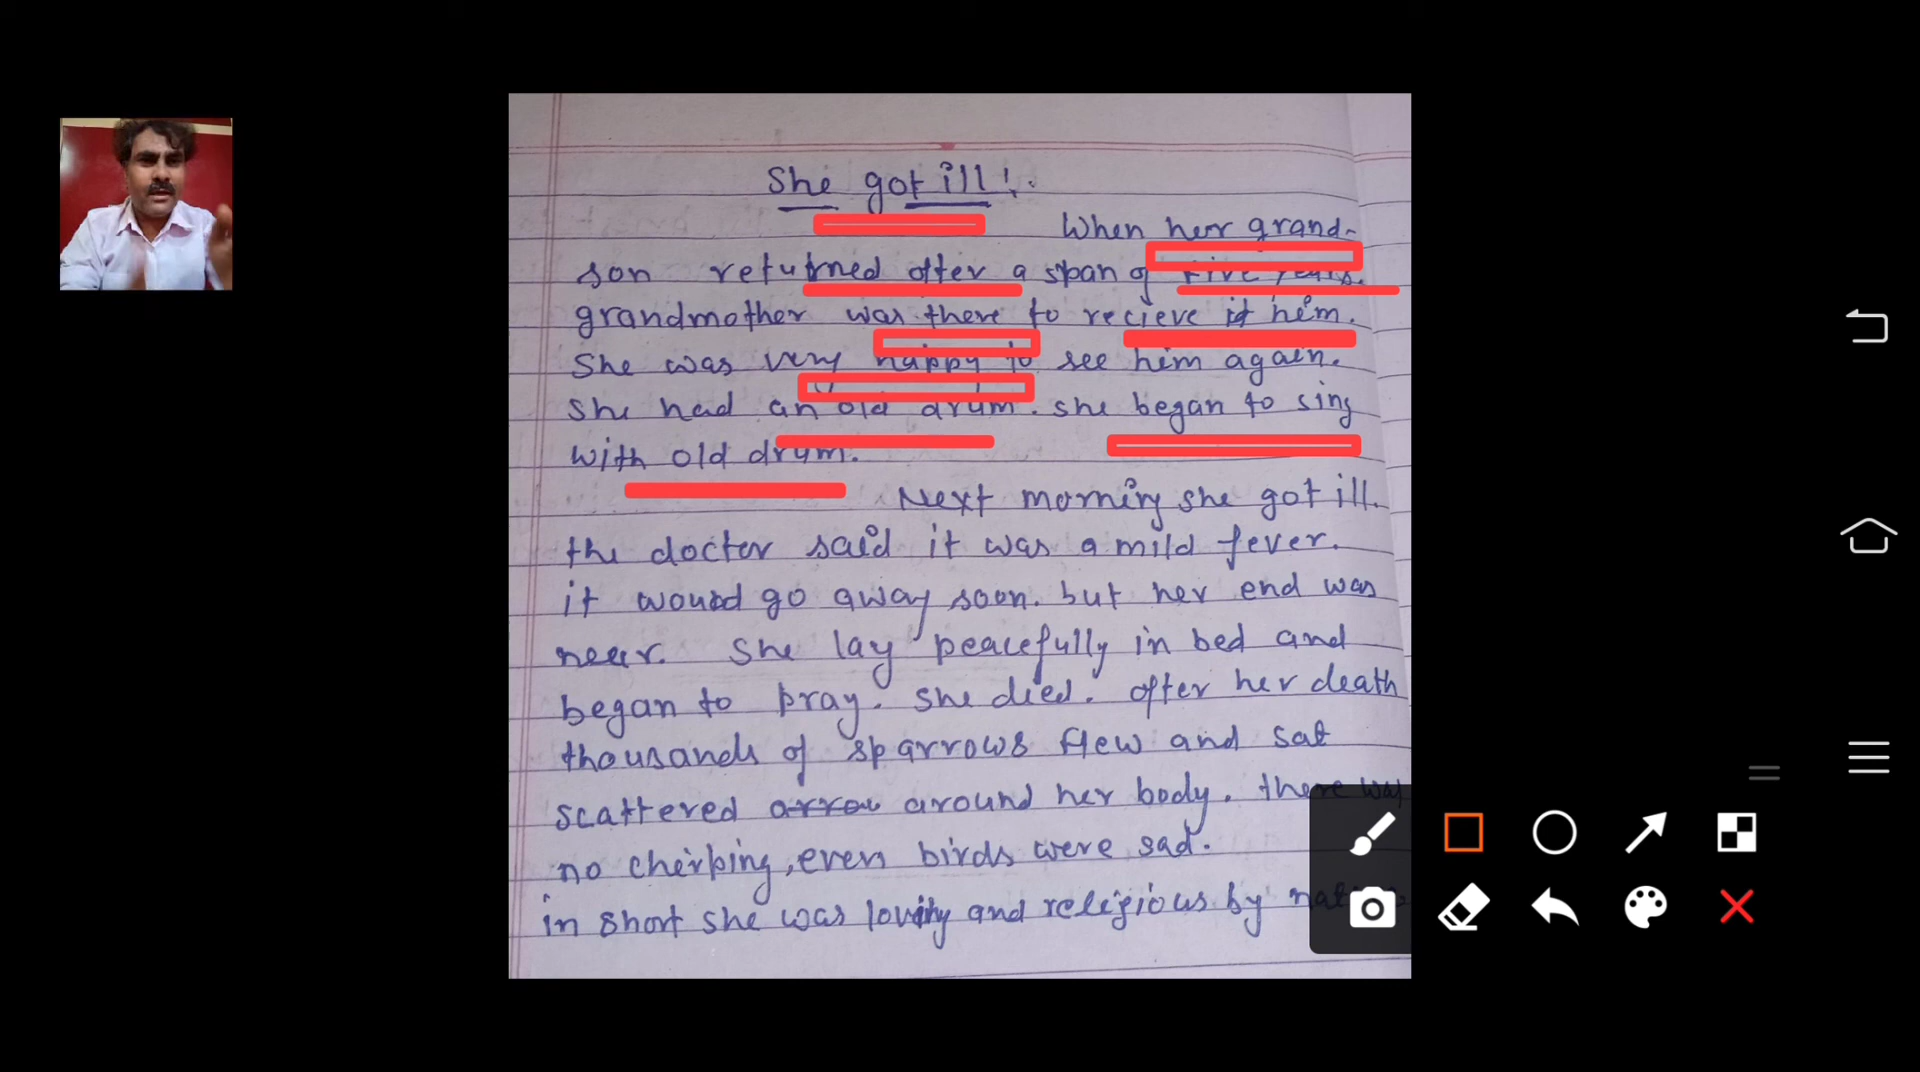 She got ill!.
When her grand-
son returned after a span of five years.
grandmother was there to recieve him.
She was very happy to see him again.
She had an old drum. she began to sing
with old drum.
Next morning she got ill.
the doctor said it was a mild fever.
it would go away soon. but her end was
near. She lay peacefully in bed and
began to pray. She died. After her death
thousands of sparrows flew and sat
scattered around her body. there was
no cheirping, even birds were sad.
in short she was loving and religious by